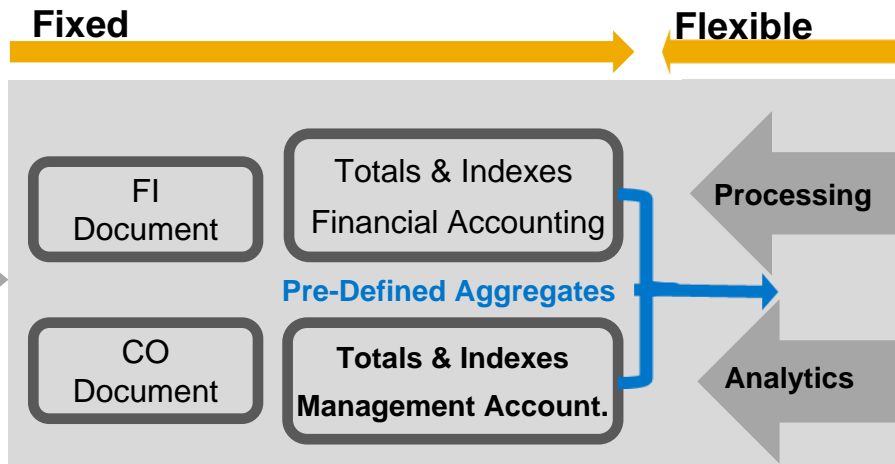 Fixed
Flexible
FI
Document
Totals & Indexes
Financial Accounting
Processing
Pre-Defined Aggregates
CO
Document
Totals & Indexes
Management Account.
Analytics